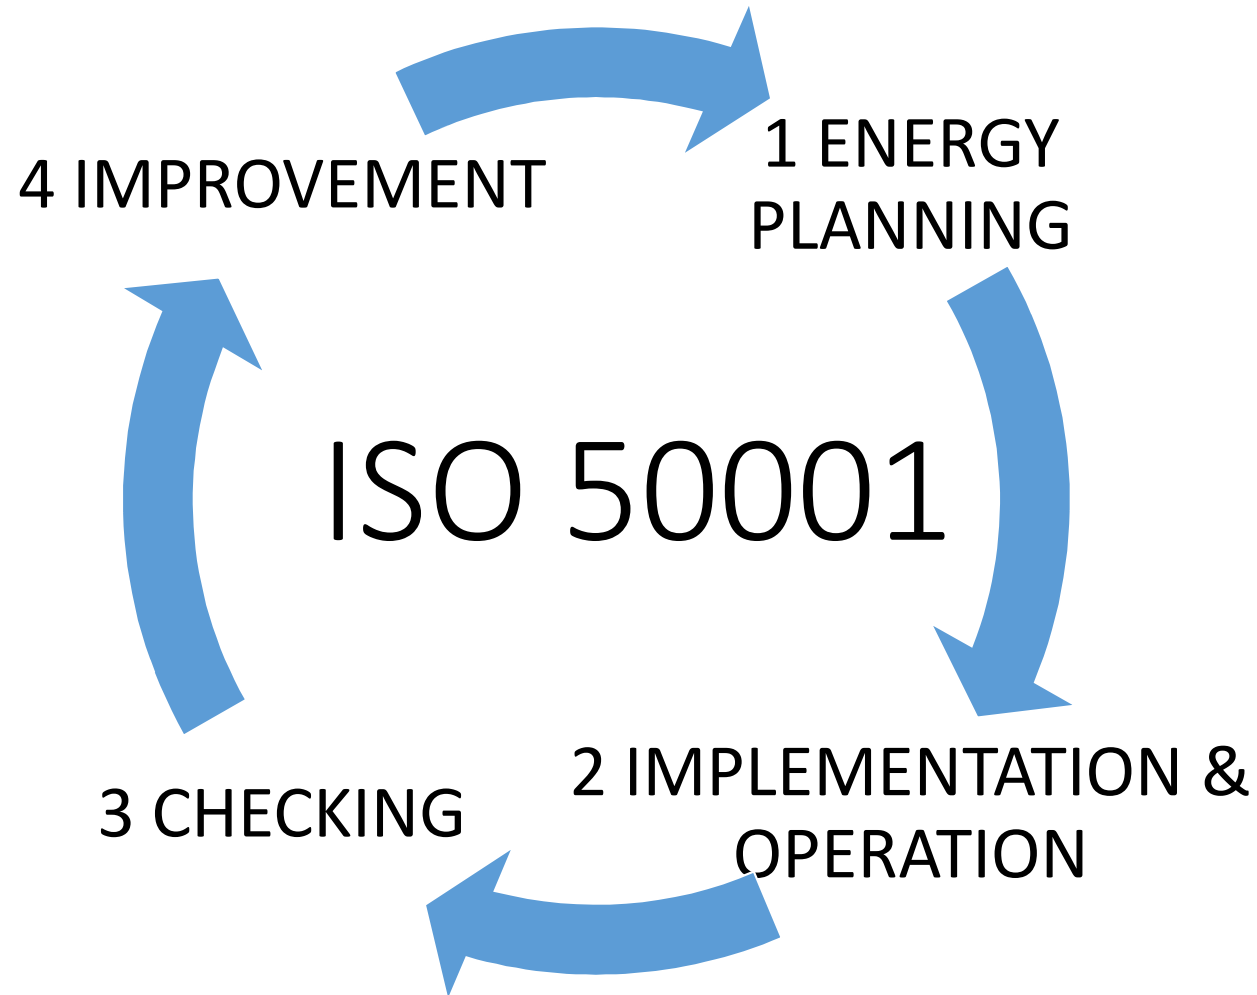 1 ENERGY
PLANNING
2 IMPLEMENTATION &
OPERATION
3 CHECKING
4 IMPROVEMENT
ISO 50001